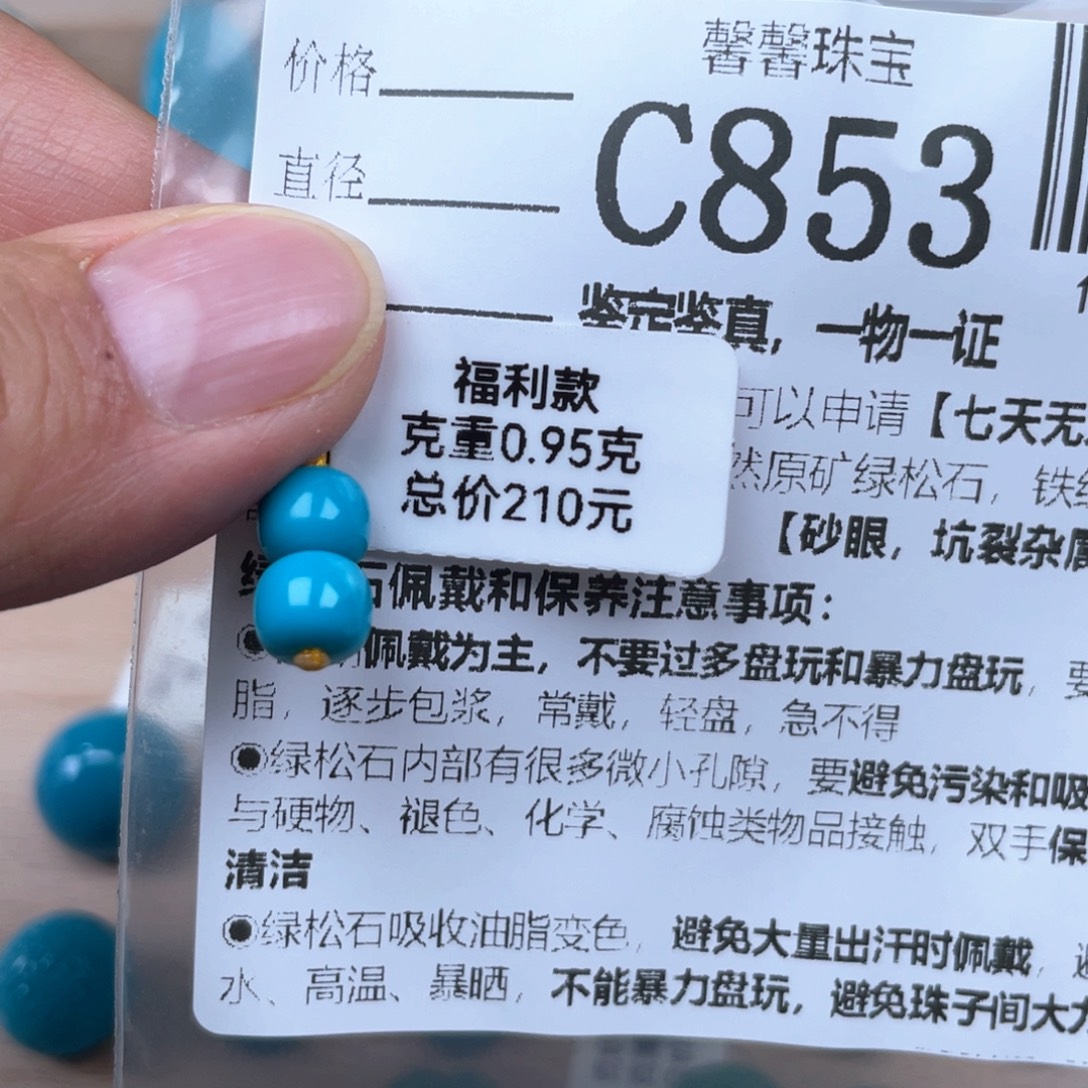 馨馨珠宝
价格
C853
直径
鉴定鉴真，一物一证
福利款
克重0.95克
总价210元
可以申请【七天无
然原矿绿松石，铁线
【砂眼，坑裂杂质
石佩戴和保养注意事项：
佩戴为主，不要过多盘玩和暴力盘玩，要
脂，逐步包浆，常戴，轻盘，急不得
◉绿松石内部有很多微小孔隙，要避免污染和吸
与硬物、褪色、化学、腐蚀类物品接触，双手保
清洁
◉绿松石吸收油脂变色，避免大量出汗时佩戴，避
水、高温、暴晒，不能暴力盘玩，避免珠子间大力